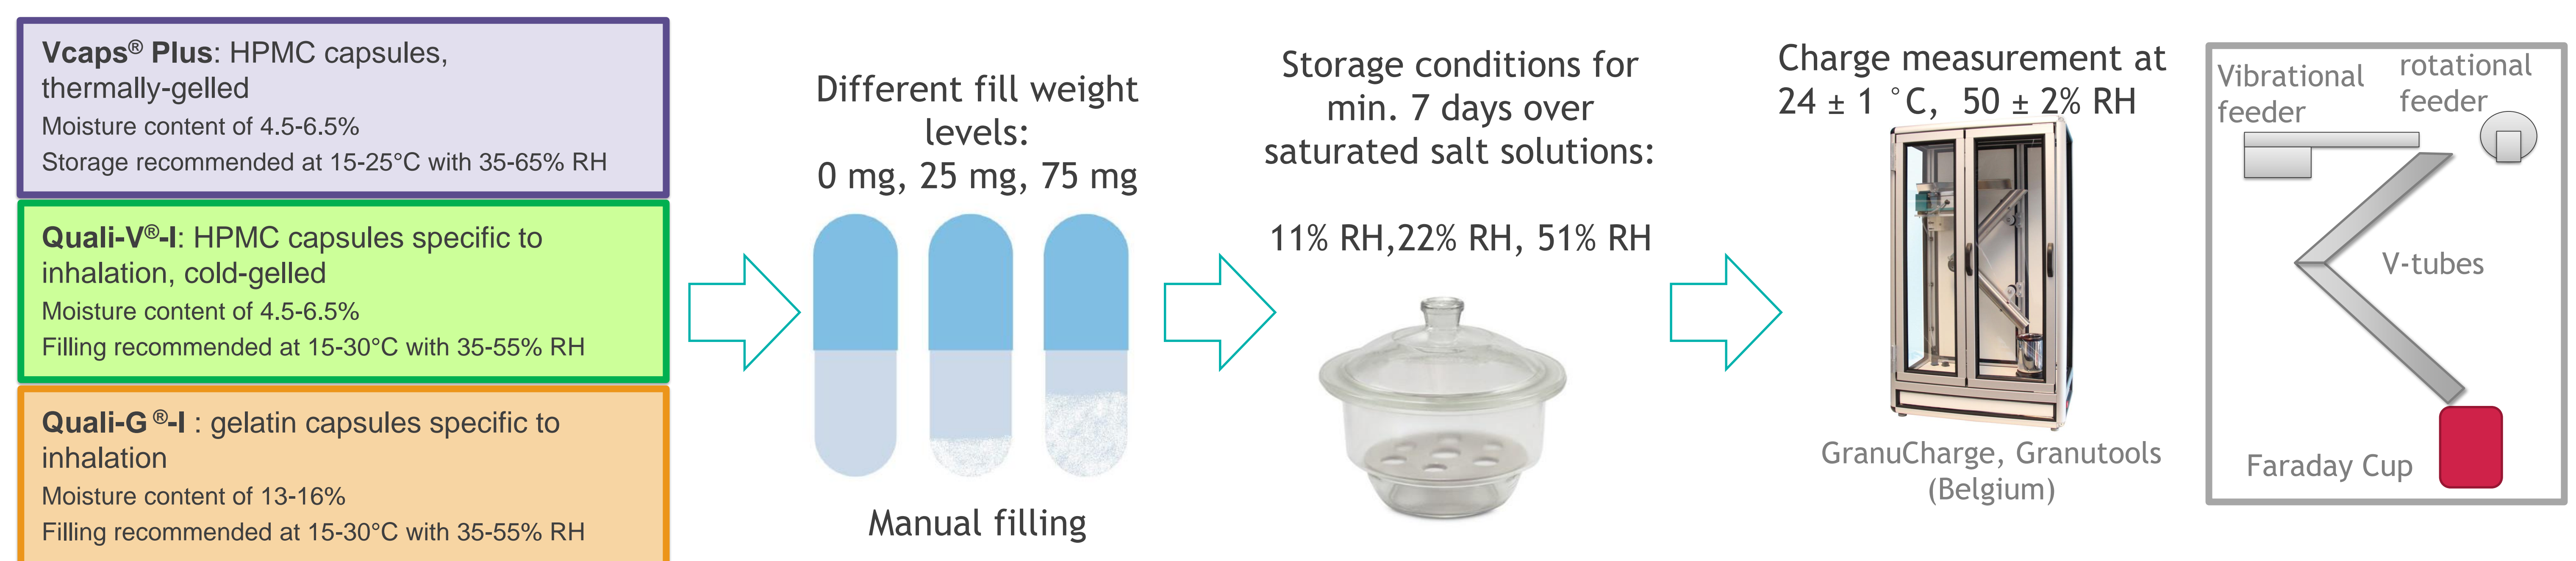 Vcaps® Plus: HPMC capsules,
thermally-gelled
Moisture content of 4.5-6.5%
Storage recommended at 15-25°C with 35-65% RH
Quali-V®-I: HPMC capsules specific to
inhalation, cold-gelled
Moisture content of 4.5-6.5%
Filling recommended at 15-30°C with 35-55% RH
Quali-G ®-I : gelatin capsules specific to
inhalation
Moisture content of 13-16%
Filling recommended at 15-30°C with 35-55% RH
Different fill weight
levels:
0 mg, 25 mg, 75 mg
Manual filling
Storage conditions for
min. 7 days over
saturated salt solutions:
11% RH,22% RH, 51% RH
Charge measurement at
24 ± 1 °C, 50 ± 2% RH
GranuCharge, Granutools
(Belgium)
Vibrational
feeder
rotational
feeder
V-tubes
Faraday Cup